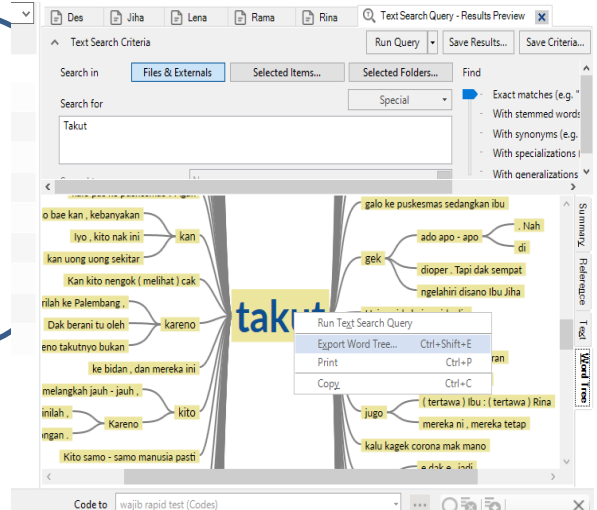 Des Jiha Lena Rama Rina Text Search Query - Results Preview
Text Search Criteria Run Query Save Results... Save Criteria...
Search in Files & Externals Selected Items... Selected Folders... Find
Search for Special Exact matches (e.g. "
Takut With stemmed words
With synonyms (e.g.
With specializations
With generalizations
galo ke puskesmas sedangkan ibu
o bae kan , kebanyakan
Iyo , kito nak ini
kan uong uong sekitar
kan
Kan kito nengok ( melihat ) cak
rilah ke Palembang ,
Dak berani tu oleh
eno takutnyo bukan
kareno
ke bidan , dan mereka ini
melangkah jauh - jauh ,
inilah ,
ngan .
Kareno
kito
Kito samo - samo manusia pasti
takut
gek
ado apo - apo
. Nah
di
dioper . Tapi dak sempat
ngelahiri disano Ibu Jiha
Run Text Search Query
Export Word Tree... Ctrl+Shift+E
Print Ctrl+P
Copy Ctrl+C
ran
jugo
( tertawa ) Ibu : ( tertawa ) Rina
mereka ni , mereka tetap
kalu kagek corona mak mano
e dak e , jadi
Summary
Reference
Text
Word Tree
Code to wajib rapid test (Codes)